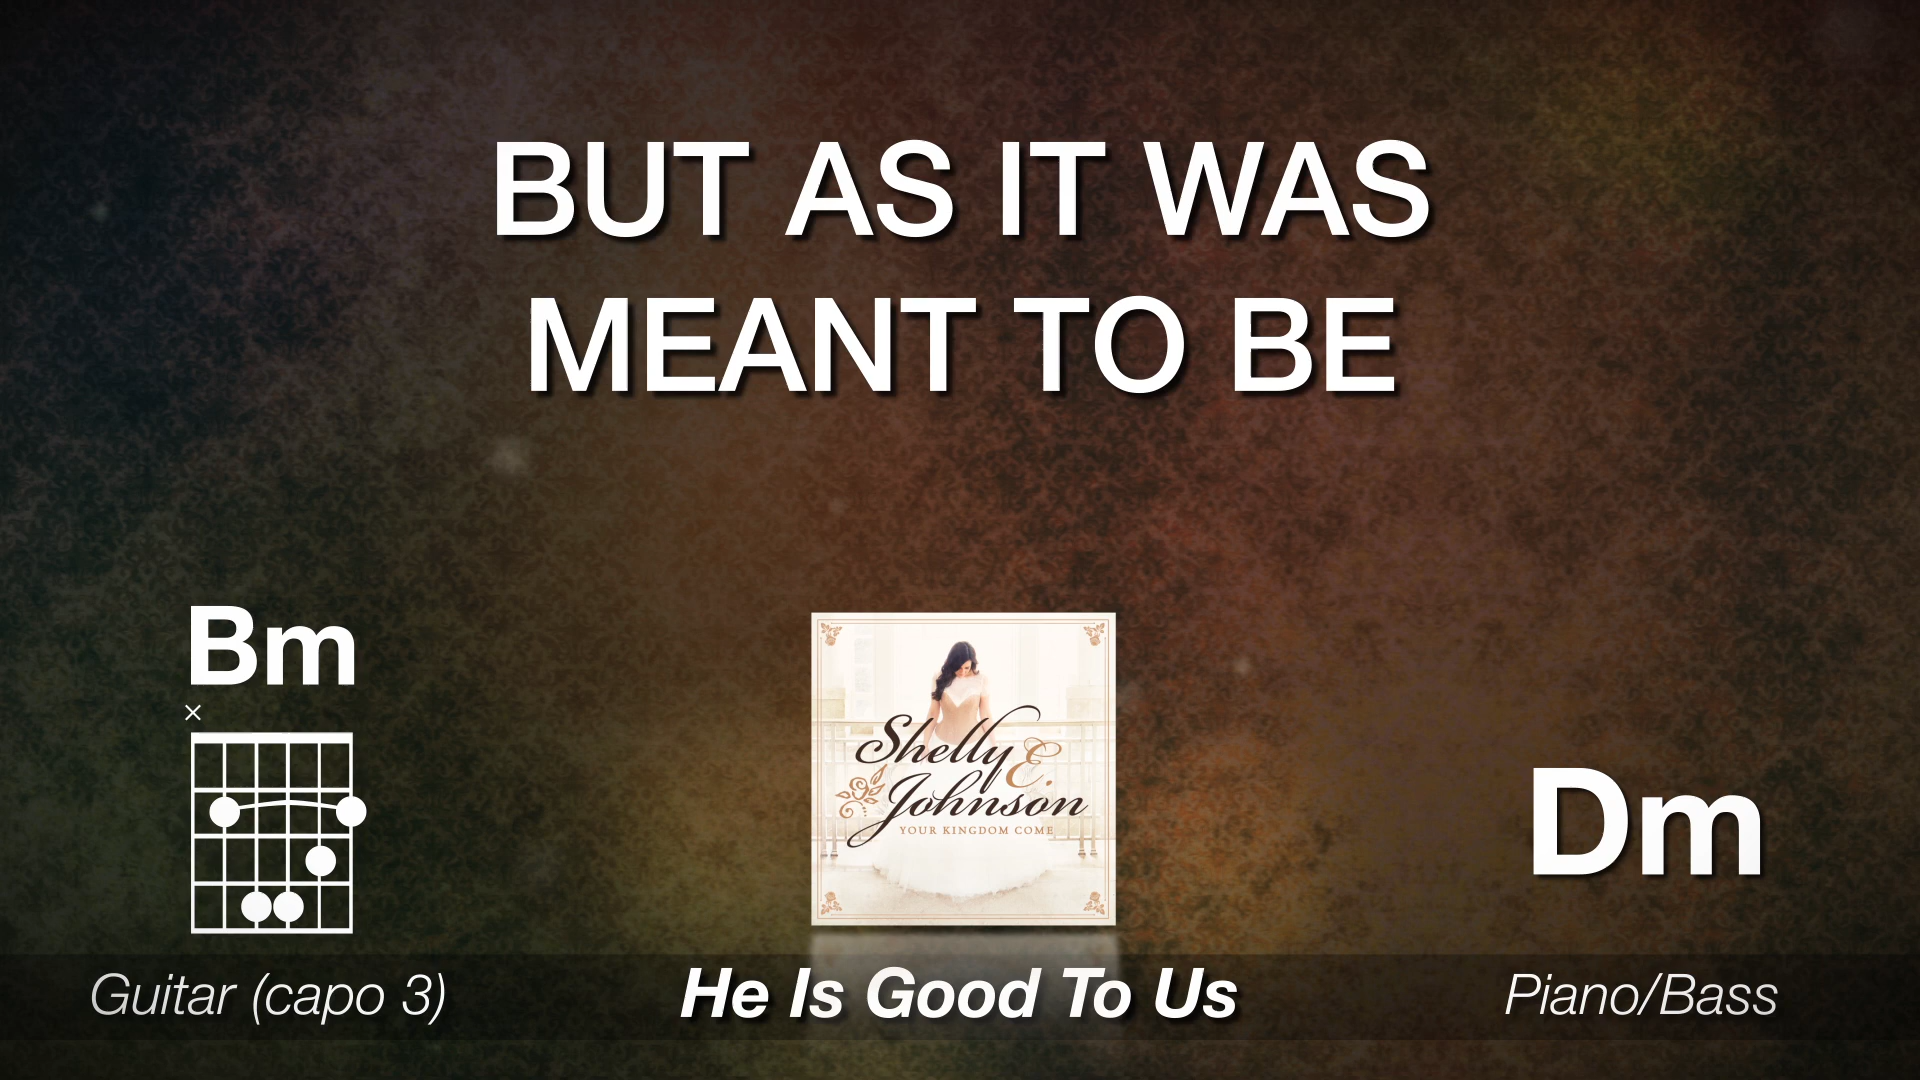 BUT AS IT WAS
MEANT TO BE
Bm
×
Shelly E.
Johnson
YOUR KINGDOM COME
Dm
Guitar (capo 3)
He Is Good To Us
Piano/Bass